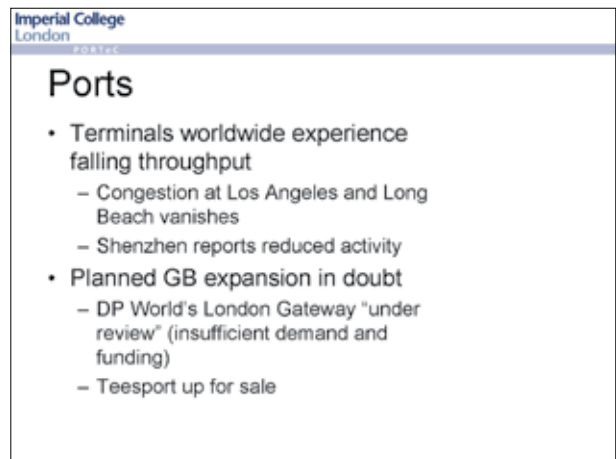 Imperial College
London
PORTeC
Ports
• Terminals worldwide experience
falling throughput
– Congestion at Los Angeles and Long
Beach vanishes
– Shenzhen reports reduced activity
• Planned GB expansion in doubt
– DP World's London Gateway “under
review” (insufficient demand and
funding)
– Teesport up for sale